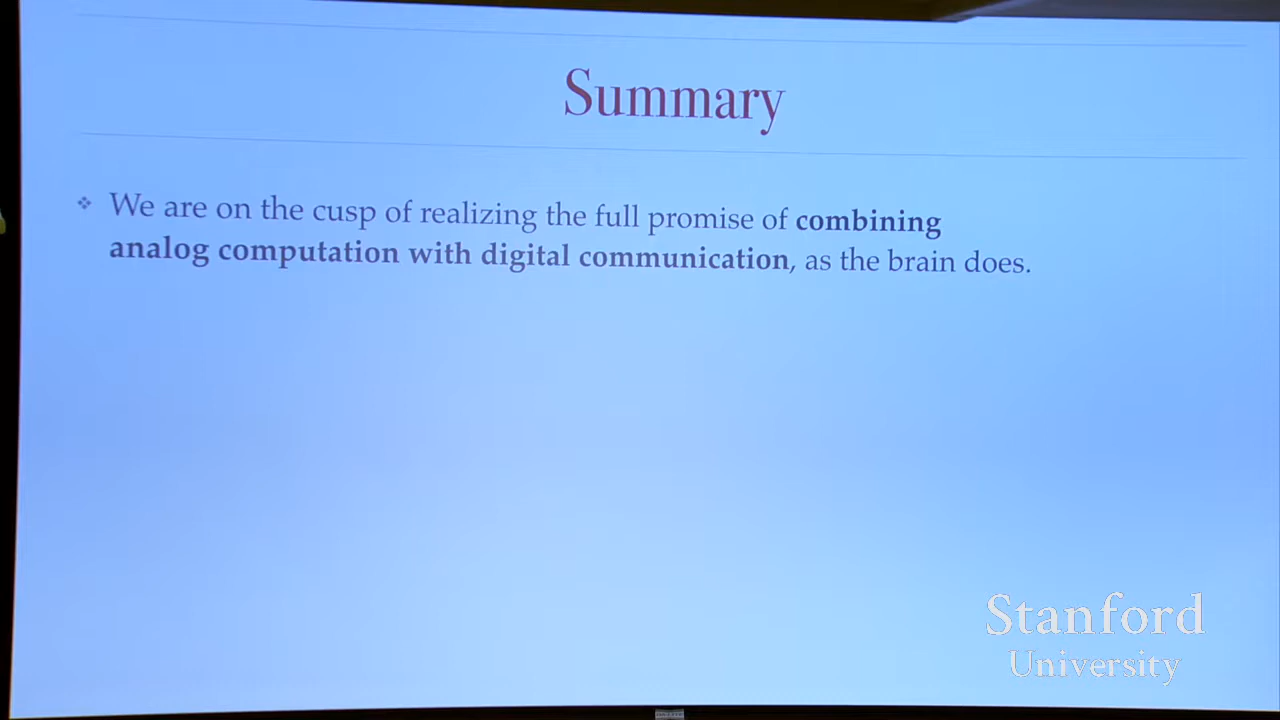 Summary
❖ We are on the cusp of realizing the full promise of combining
analog computation with digital communication, as the brain does.
Stanford
University